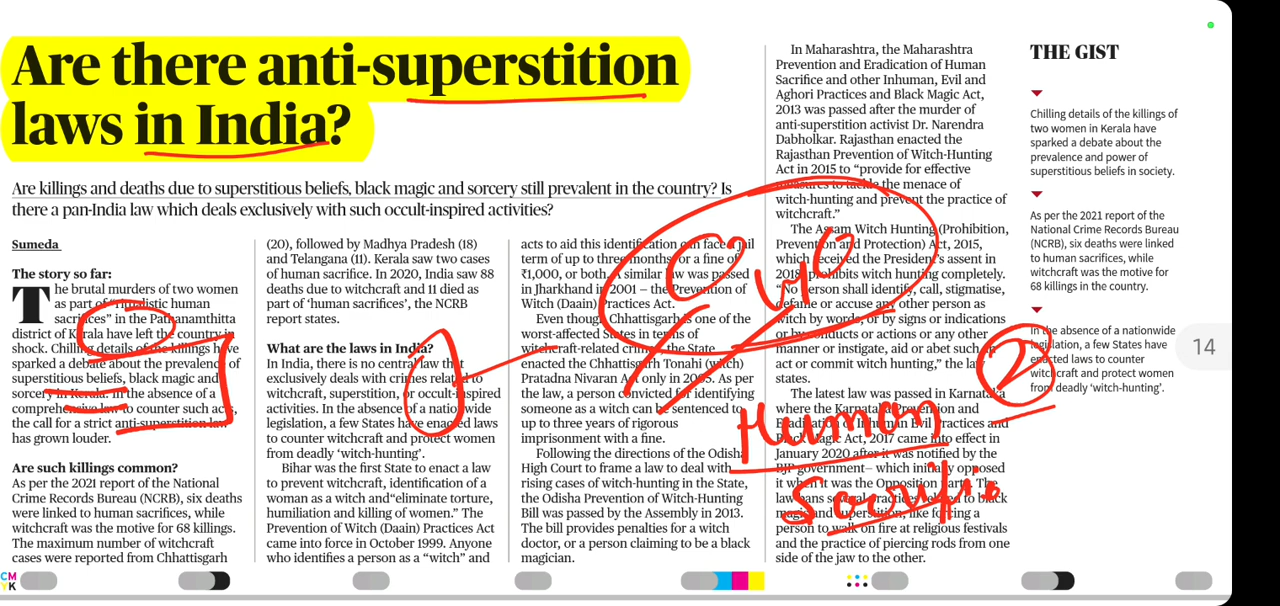 Are there anti-superstition
laws in India?
Are killings and deaths due to superstitious beliefs, black magic and sorcery still prevalent in the country? Is
there a pan-India law which deals exclusively with such occult-inspired activities?
Sumeda
The story so far:
The brutal murders of two women
as part of “ritualistic human
sacrifices” in the Pathanamthitta
district of Kerala have left the country in
shock. Chilling details of the killings have
sparked a debate about the prevalence of
superstitious beliefs, black magic and
sorcery in Kerala. In the absence of a
comprehensive law to counter such acts,
the call for a strict anti-superstition law
has grown louder.
Are such killings common?
As per the 2021 report of the National
Crime Records Bureau (NCRB), six deaths
were linked to human sacrifices, while
witchcraft was the motive for 68 killings.
The maximum number of witchcraft
cases were reported from Chhattisgarh
(20), followed by Madhya Pradesh (18)
and Telangana (11). Kerala saw two cases
of human sacrifice. In 2020, India saw 88
deaths due to witchcraft and 11 died as
part of ‘human sacrifices’, the NCRB
report states.
What are the laws in India?
In India, there is no central law that
exclusively deals with crimes related to
witchcraft, superstition, or occult-inspired
activities. In the absence of a nationwide
legislation, a few States have enacted laws
to counter witchcraft and protect women
from deadly ‘witch-hunting’.
Bihar was the first State to enact a law
to prevent witchcraft, identification of a
woman as a witch and“eliminate torture,
humiliation and killing of women.” The
Prevention of Witch (Daain) Practices Act
came into force in October 1999. Anyone
who identifies a person as a “witch” and
acts to aid this identification can face a jail
term of up to three months, or a fine of
₹1,000, or both. A similar law was passed
in Jharkhand in 2001 — the Prevention of
Witch (Daain) Practices Act.
Even though Chhattisgarh is one of the
worst-affected States in terms of
witchcraft-related crimes, the State
enacted the Chhattisgarh Tonahi (witch)
Pratadna Nivaran Act only in 2005. As per
the law, a person convicted for identifying
someone as a witch can be sentenced to
up to three years of rigorous
imprisonment with a fine.
Following the directions of the Odisha
High Court to frame a law to deal with
rising cases of witch-hunting in the State,
the Odisha Prevention of Witch-Hunting
Bill was passed by the Assembly in 2013.
The bill provides penalties for a witch
doctor, or a person claiming to be a black
magician.
In Maharashtra, the Maharashtra
Prevention and Eradication of Human
Sacrifice and other Inhuman, Evil and
Aghori Practices and Black Magic Act,
2013 was passed after the murder of
anti-superstition activist Dr. Narendra
Dabholkar. Rajasthan enacted the
Rajasthan Prevention of Witch-Hunting
Act in 2015 to “provide for effective
measures to tackle the menace of
witch-hunting and prevent the practice of
witchcraft.”
The Assam Witch Hunting (Prohibition,
Prevention and Protection) Act, 2015,
which received the President’s assent in
2018, prohibits witch hunting completely.
“No person shall identify, call, stigmatise,
defame or accuse any other person as
witch by words, or by signs or indications
or by conducts or actions or any other
manner or instigate, aid or abet such an
act or commit witch hunting,” the law
states.
The latest law was passed in Karnataka
where the Karnataka Prevention and
Eradication of Inhuman Evil Practices and
Black Magic Act, 2017 came into effect in
January 2020 after it was notified by the
BJP government— which initially opposed
it when it was the Opposition party. The
law bans several practices related to black
magic and superstition, like forcing a
person to walk on fire at religious festivals
and the practice of piercing rods from one
side of the jaw to the other.
Human
2
THE GIST
Chilling details of the killings of
two women in Kerala have
sparked a debate about the
prevalence and power of
superstitious beliefs in society.
As per the 2021 report of the
National Crime Records Bureau
(NCRB), six deaths were linked
to human sacrifices, while
witchcraft was the motive for
68 killings in the country.
In the absence of a nationwide
legislation, a few States have
enacted laws to counter
witchcraft and protect women
from deadly ‘witch-hunting’.
14
CM
YK